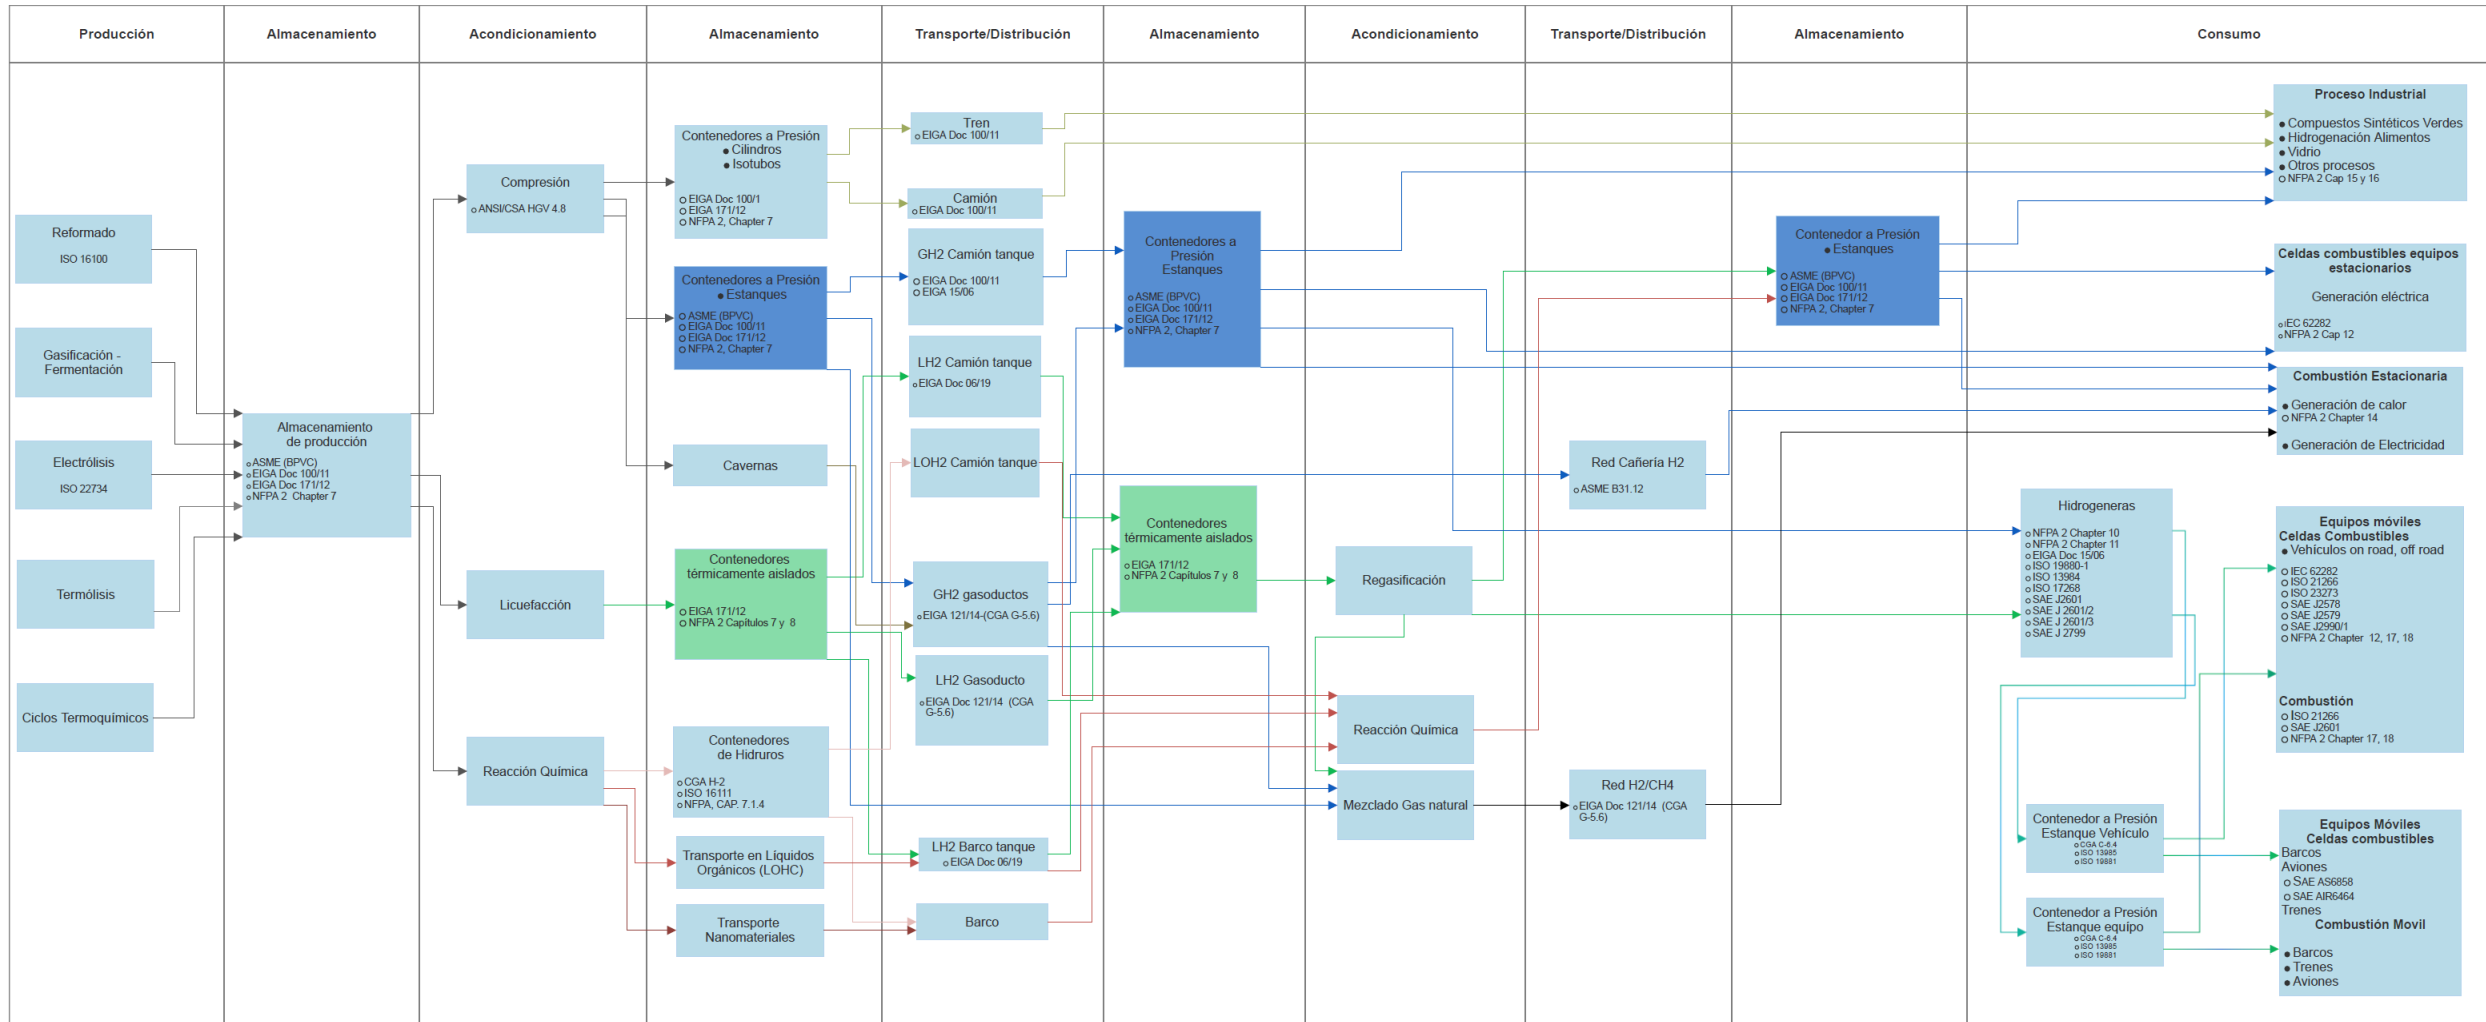 Producción
Almacenamiento
Acondicionamiento
Almacenamiento
Transporte/Distribución
Almacenamiento
Acondicionamiento
Transporte/Distribución
Almacenamiento
Consumo
Reformado
ISO 16100
Gasificación -
Fermentación
Electrólisis
ISO 22734
Termólisis
Ciclos Termoquímicos
Almacenamiento
de producción
ASME (BPVC)
EIGA Doc 100/11
EIGA Doc 171/12
NFPA 2 Chapter 7
Compresión
ANSI/CSA HGV 4.8
Licuefacción
Reacción Química
Contenedores a Presión
Cilindros
Isotubos
EIGA Doc 100/1
EIGA 171/12
NFPA 2, Chapter 7
Contenedores a Presión
Estanques
ASME (BPVC)
EIGA Doc 100/11
EIGA Doc 171/12
NFPA 2, Chapter 7
Cavernas
Contenedores
térmicamente aislados
EIGA 171/12
NFPA 2 Capítulos 7 y 8
Contenedores
de Hidruros
CGA H-2
ISO 16111
NFPA, CAP. 7.1.4
Transporte en Líquidos
Orgánicos (LOHC)
Transporte
Nanomateriales
Tren
EIGA Doc 100/11
Camión
EIGA Doc 100/11
GH2 Camión tanque
EIGA Doc 100/11
EIGA 15/06
LH2 Camión tanque
EIGA Doc 06/19
LOH2 Camión tanque
GH2 gasoductos
EIGA 121/14-(CGA G-5.6)
LH2 Gasoducto
EIGA Doc 121/14 (CGA
G-5.6)
LH2 Barco tanque
EIGA Doc 06/19
Barco
Contenedores a
Presión
Estanques
ASME (BPVC)
EIGA Doc 100/11
EIGA Doc 171/12
NFPA 2, Chapter 7
Contenedores
térmicamente aislados
EIGA 171/12
NFPA 2 Capítulos 7 y 8
Regasificación
Reacción Química
Mezclado Gas natural
Red Cañería H2
ASME B31.12
Red H2/CH4
EIGA Doc 121/14 (CGA
G-5.6)
Contenedor a Presión
Estanques
ASME (BPVC)
EIGA Doc 100/11
EIGA Doc 171/12
NFPA 2, Chapter 7
Hidrogeneras
NFPA 2 Chapter 10
NFPA 2 Chapter 11
EIGA Doc 15/06
ISO 19880-1
ISO 13984
ISO 17268
SAE J2601
SAE J 2601/2
SAE J 2601/3
SAE J 2799
Contenedor a Presión
Estanque Vehículo
CGA C-6.4
ISO 13985
ISO 19881
Contenedor a Presión
Estanque equipo
CGA C-6.4
ISO 13985
ISO 19881
Proceso Industrial
Compuestos Sintéticos Verdes
Hidrogenación Alimentos
Vidrio
Otros procesos
NFPA 2 Cap 15 y 16
Celdas combustibles equipos
estacionarios
Generación eléctrica
IEC 62282
NFPA 2 Cap 12
Combustión Estacionaria
Generación de calor
NFPA 2 Chapter 14
Generación de Electricidad
Equipos móviles
Celdas Combustibles
Vehículos on road, off road
IEC 62282
ISO 21266
ISO 23273
SAE J2578
SAE J2579
SAE J2990/1
NFPA 2 Chapter 12, 17, 18
Combustión
ISO 21266
SAE J2601
NFPA 2 Chapter 17, 18
Equipos Móviles
Celdas combustibles
Barcos
Aviones
SAE AS6858
SAE AIR6464
Trenes
Combustión Movil
Barcos
Trenes
Aviones